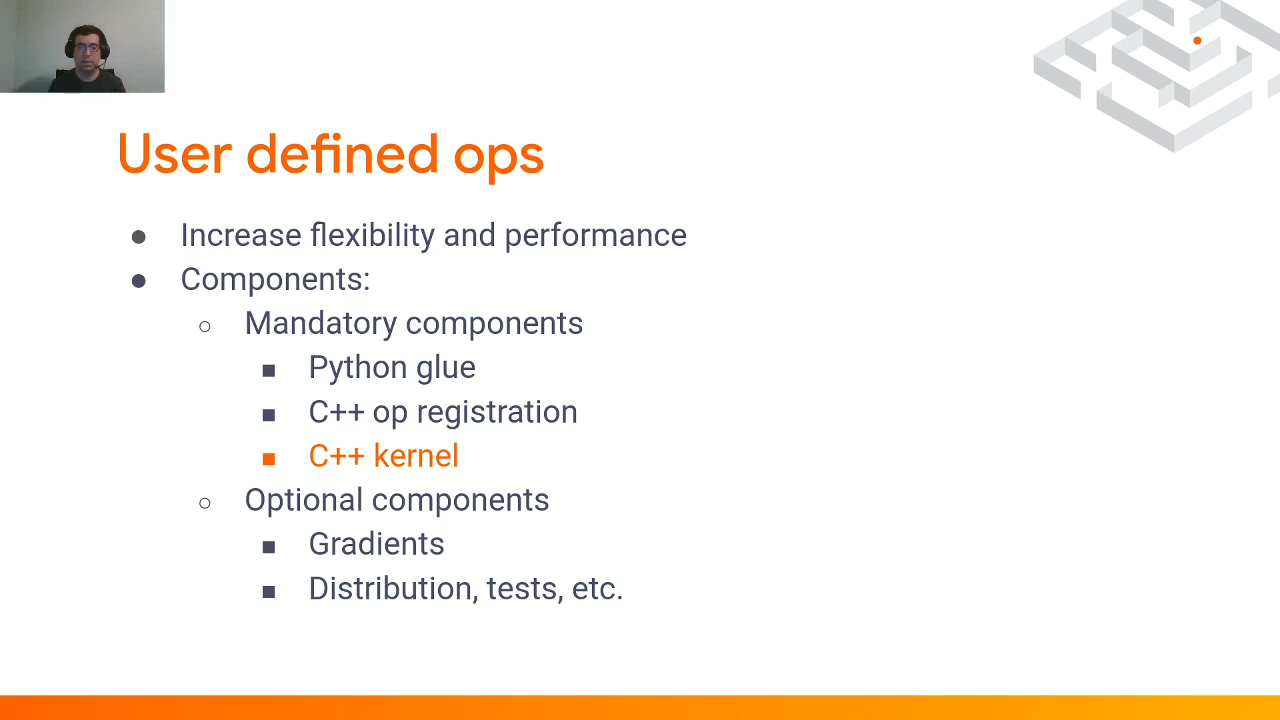 User defined ops
● Increase flexibility and performance
● Components:
○ Mandatory components
■ Python glue
■ C++ op registration
■ C++ kernel
○ Optional components
■ Gradients
■ Distribution, tests, etc.